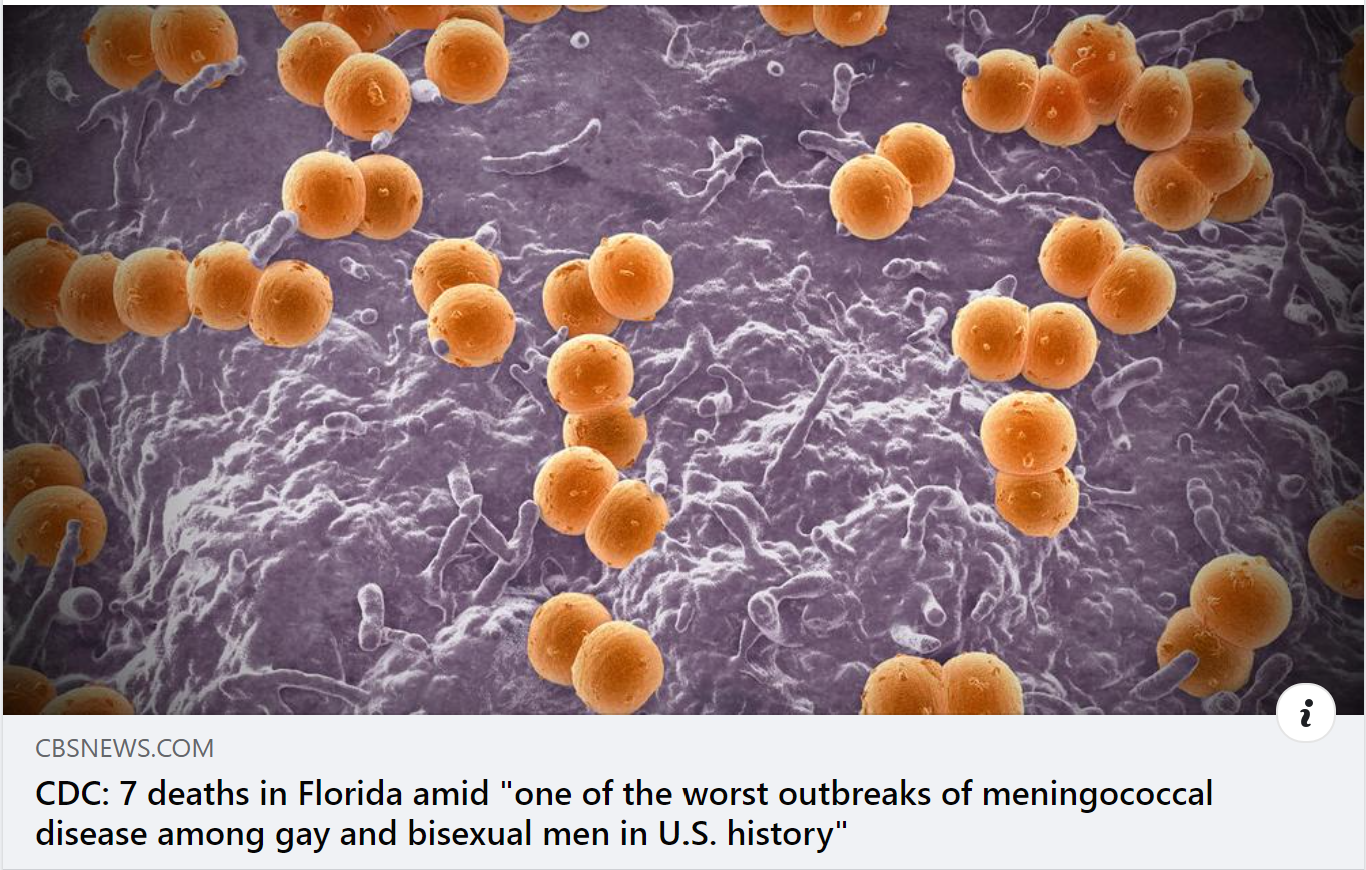 CBSNEWS.COM
CDC: 7 deaths in Florida amid "one of the worst outbreaks of meningococcal
disease among gay and bisexual men in U.S. history"